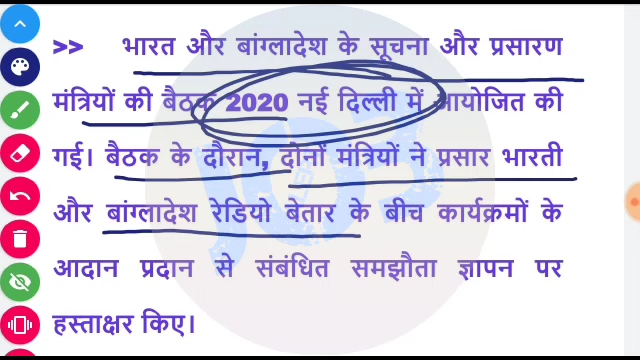 >> भारत और बांग्लादेश के सूचना और प्रसारण
मंत्रियों की बैठक 2020 नई दिल्ली में आयोजित की
गई। बैठक के दौरान, दोनों मंत्रियों ने प्रसार भारती
और बांग्लादेश रेडियो बेतार के बीच कार्यक्रमों के
आदान प्रदान से संबंधित समझौता ज्ञापन पर
हस्ताक्षर किए।